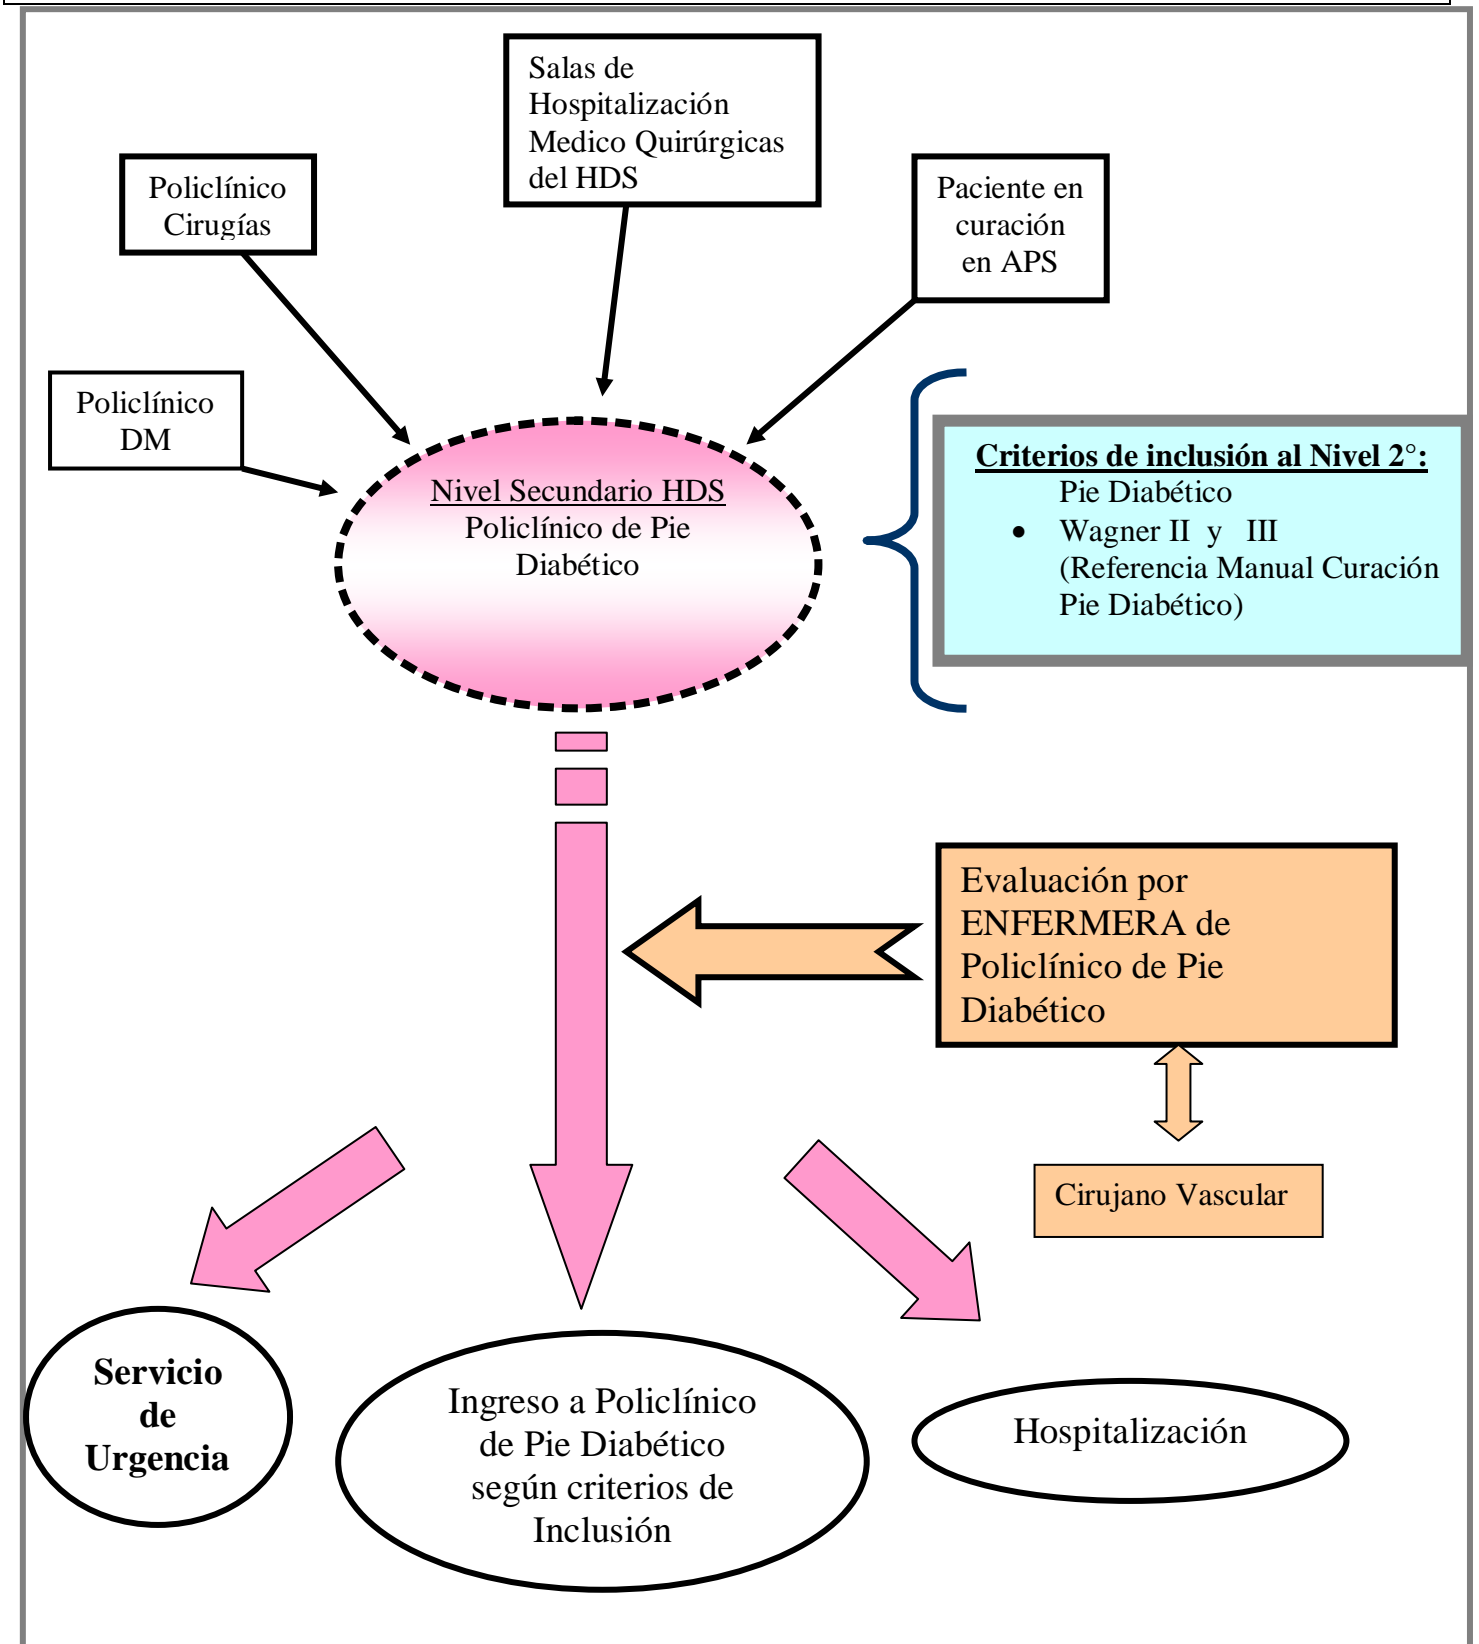 Salas de
Hospitalización
Medico Quirúrgicas
del HDS
Policlínico
Cirugías
Paciente en
curación
en APS
Policlínico
DM
Nivel Secundario HDS
Policlínico de Pie
Diabético
Criterios de inclusión al Nivel 2°:
Pie Diabético
• Wagner II y III
(Referencia Manual Curación
Pie Diabético)
Evaluación por
ENFERMERA de
Policlínico de Pie
Diabético
Cirujano Vascular
Servicio
de
Urgencia
Ingreso a Policlínico
de Pie Diabético
según criterios de
Inclusión
Hospitalización